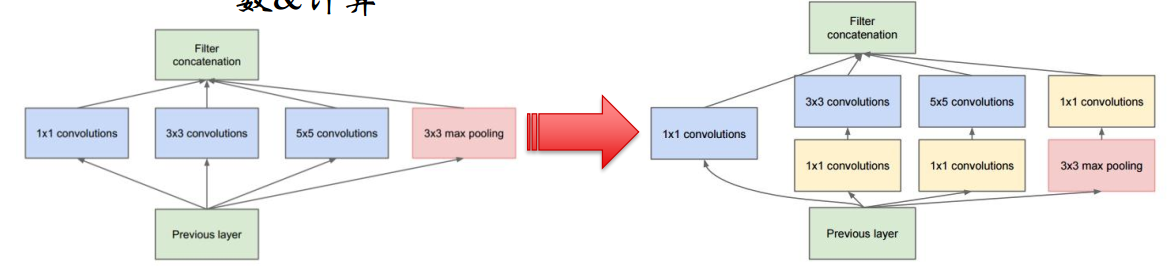 数&计算
Filter
concatenation
1x1 convolutions
3x3 convolutions
5x5 convolutions
3x3 max pooling
Previous layer
Filter
concatenation
3x3 convolutions
5x5 convolutions
1x1 convolutions
1x1 convolutions
1x1 convolutions
1x1 convolutions
3x3 max pooling
Previous layer